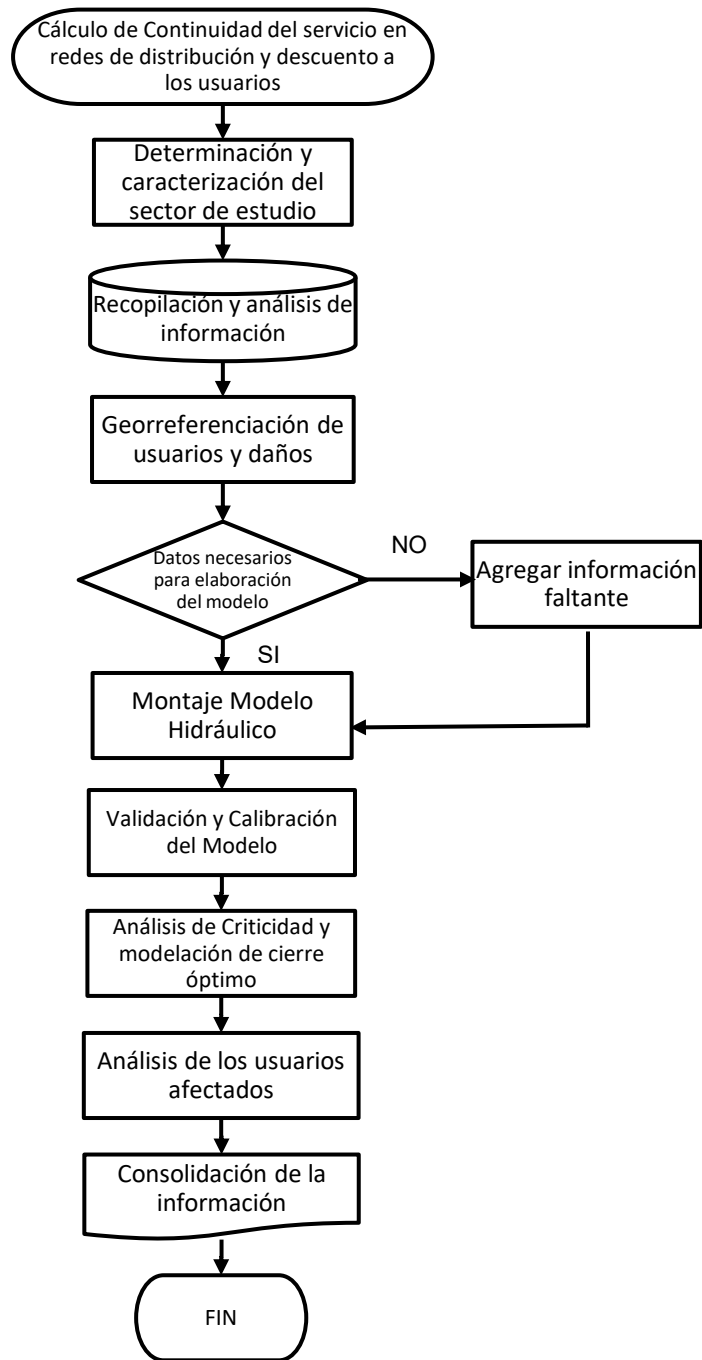 Cálculo de Continuidad del servicio en
redes de distribución y descuento a
los usuarios
Determinación y
caracterización del
sector de estudio
Recopilación y análisis de
información
Georreferenciación de
usuarios y daños
Datos necesarios
para elaboración
del modelo
NO
Agregar información
faltante
SI
Montaje Modelo
Hidráulico
Validación y Calibración
del Modelo
Análisis de Criticidad y
modelación de cierre
óptimo
Análisis de los usuarios
afectados
Consolidación de la
información
FIN